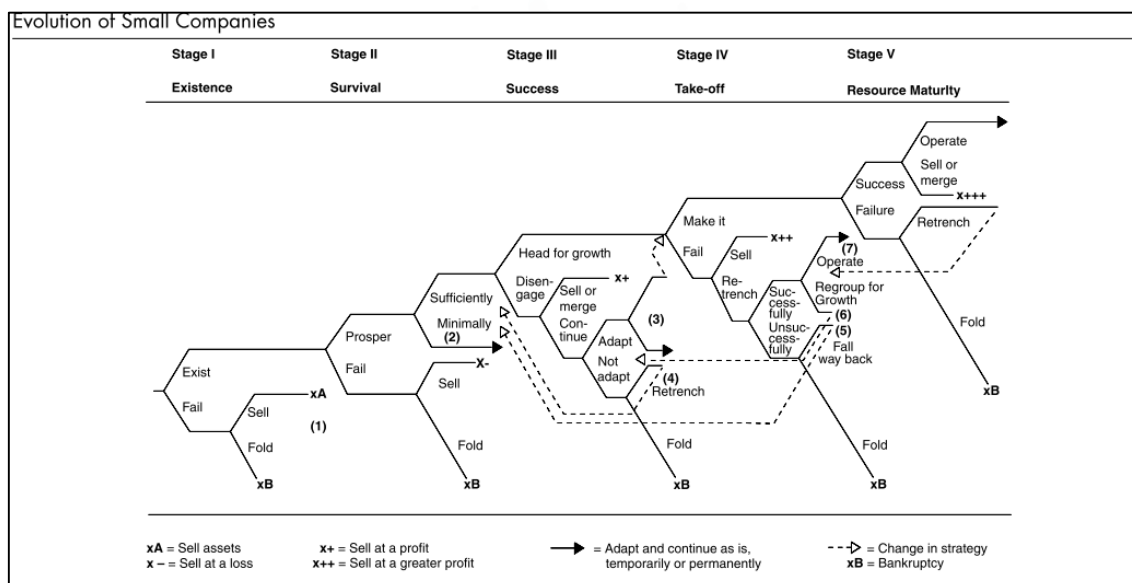 Evolution of Small Companies
Stage I
Stage II
Stage III
Stage IV
Stage V
Existence
Survival
Success
Take-off
Resource Maturity
Operate
Sell or
merge
x+++
Success
Failure
Retrench
Fold
xB
Make it
Fail
x++
Sell
Re-
trench
(7)
Operate
Regroup for
Growth
Suc-
cess-
fully
Unsuc-
cess-
fully
(6)
(5)
Fall
way back
Fold
xB
Head for growth
Disen-
gage
x+
Sell or
merge
Con-
tinue
(3)
Adapt
Not
adapt
(4)
Retrench
Fold
xB
Sufficiently
Minimally
(2)
Prosper
Fail
X-
Sell
Fold
xB
Exist
Fail
xA
Sell
(1)
Fold
xB
xA = Sell assets
x – = Sell at a loss
x+ = Sell at a profit
x++ = Sell at a greater profit
= Adapt and continue as is,
temporarily or permanently
= Change in strategy
xB = Bankruptcy